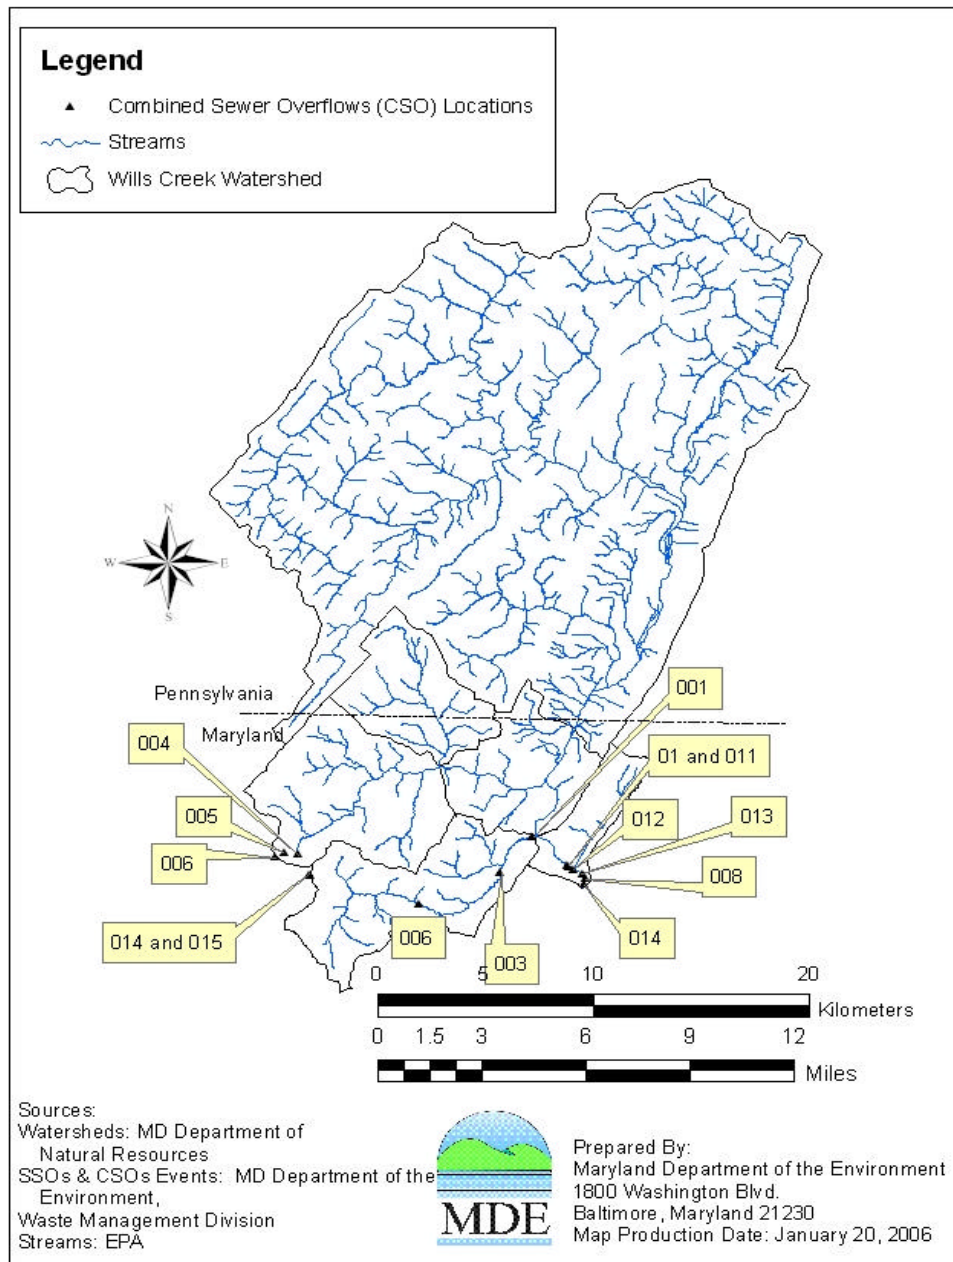 Legend
Combined Sewer Overflows (CSO) Locations
Streams
Wills Creek Watershed
N
W
E
S
Pennsylvania
Maryland
001
004
01 and 011
005
012
013
006
008
014 and 015
006
003
014
0 5 10 20
Kilometers
0 1.5 3 6 9 12
Miles
Sources:
Watersheds: MD Department of
Natural Resources
SSOs & CSOs Events: MD Department of the
Environment,
Waste Management Division
Streams: EPA
MDE
Prepared By:
Maryland Department of the Environment
1800 Washington Blvd.
Baltimore, Maryland 21230
Map Production Date: January 20, 2006